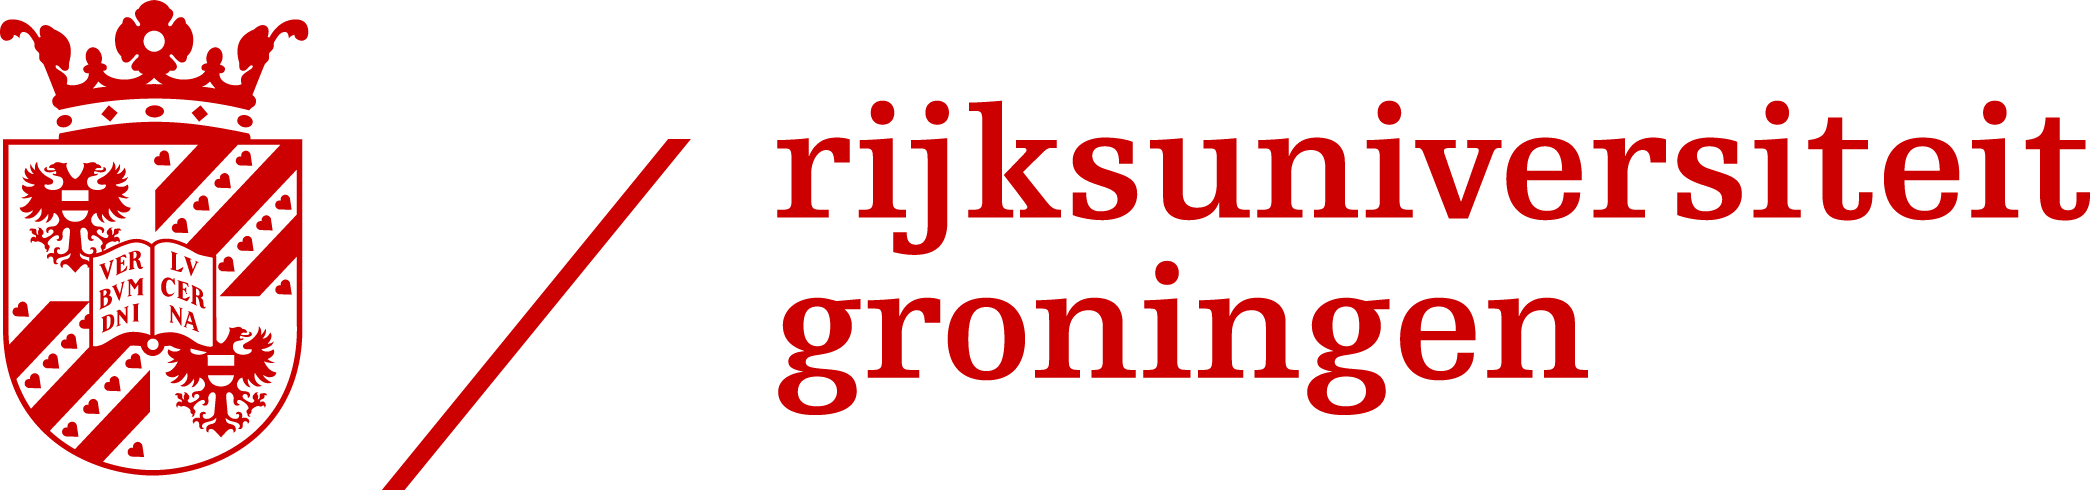 VER LV
BVM CER
DNI NA
rijksuniversiteit
groningen